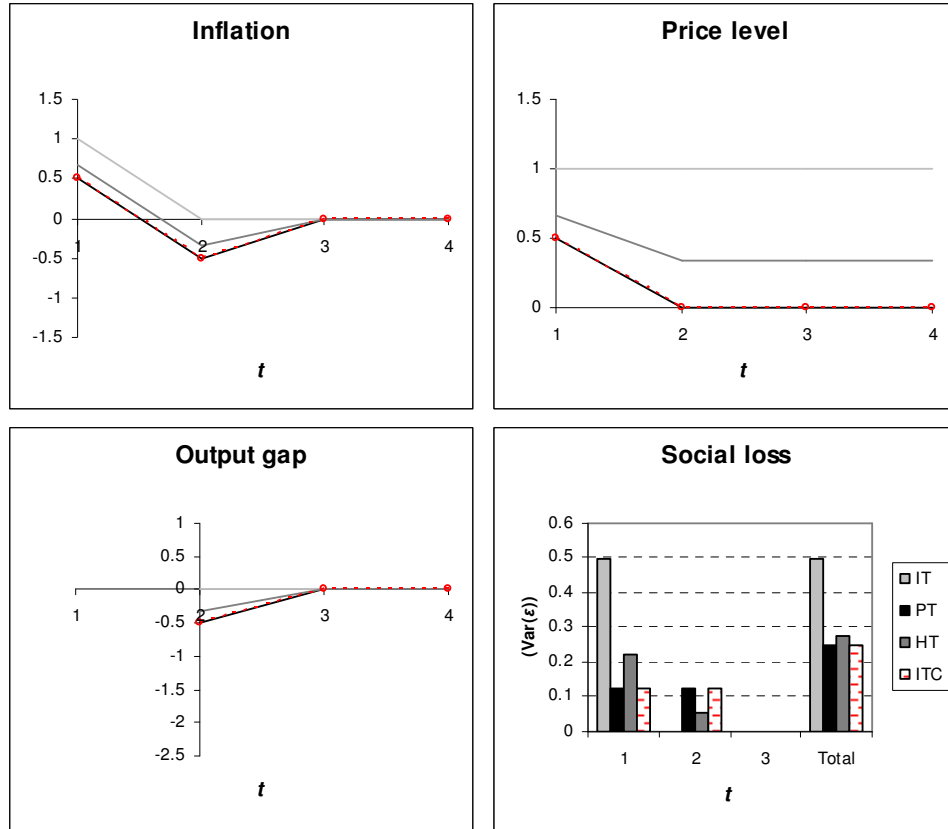 Inflation
1.5
1
0.5
0
-0.5
-1
-1.5
1 2 3 4
t
Price level
1.5
1
0.5
0
1 2 3 4
t
Output gap
1
0.5
0
-0.5
-1
-1.5
-2
-2.5
1 2 3 4
t
Social loss
0.6
0.5
0.4
0.3
0.2
0.1
0
(Var(ε))
1 2 3 Total
t
IT
PT
HT
ITC